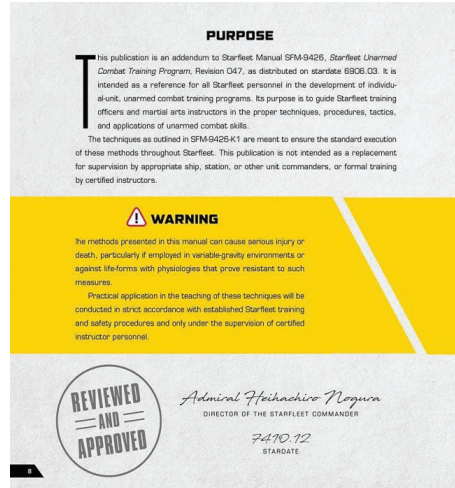 PURPOSE
This publication is an addendum to Starfleet Manual SFM-9426, Starfleet Unarmed
Combat Training Program, Revision 047, as distributed on stardate 6906.03. It is
intended as a reference for all Starfleet personnel in the development of individu-
al-unit, unarmed combat training programs. Its purpose is to guide Starfleet training
officers and martial arts instructors in the proper techniques, procedures, tactics,
and applications of unarmed combat skills.
The techniques as outlined in SFM-9426-K1 are meant to ensure the standard execution
of these methods throughout Starfleet. This publication is not intended as a replacement
for supervision by appropriate ship, station, or other unit commanders, or formal training
by certified instructors.
WARNING
The methods presented in this manual can cause serious injury or
death, particularly if employed in variable-gravity environments or
against life-forms with physiologies that prove resistant to such
measures.
Practical application in the teaching of these techniques will be
conducted in strict accordance with established Starfleet training
and safety procedures and only under the supervision of certified
instructor personnel.
REVIEWED
AND
APPROVED
Admiral Heihachiro Nogura
DIRECTOR OF THE STARFLEET COMMANDER
7410.12
STARDATE
8